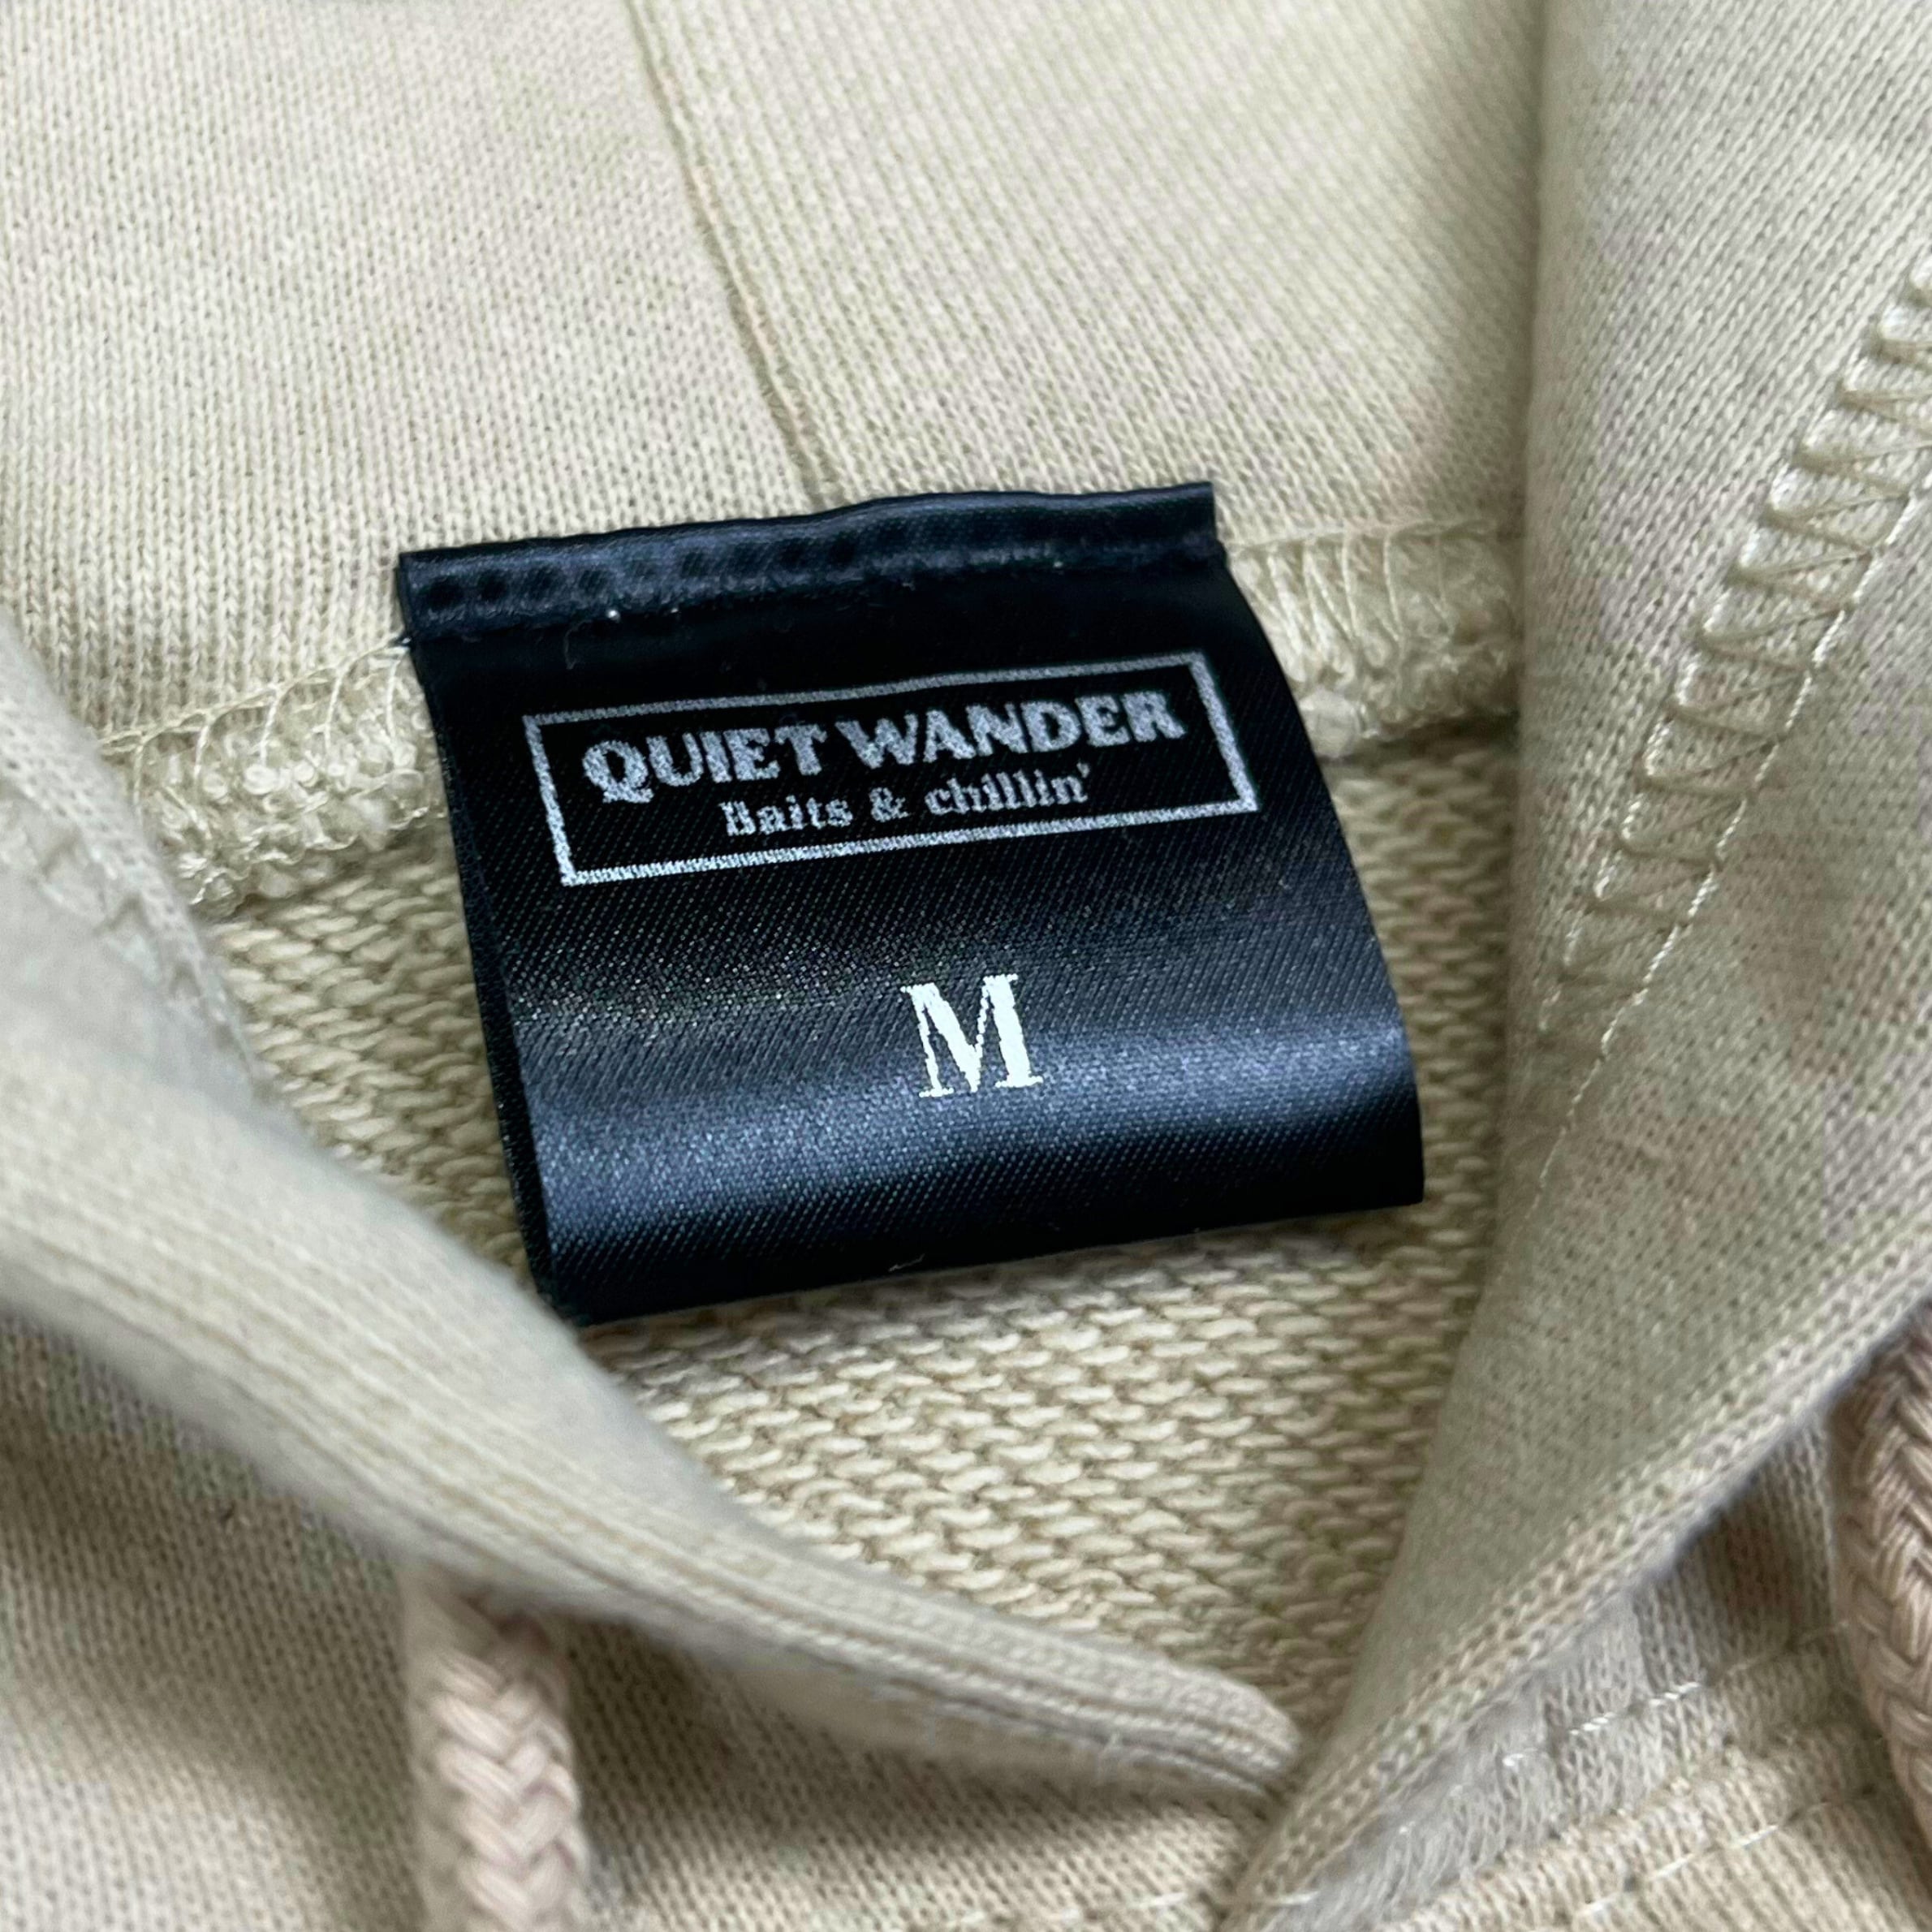 QUIET WANDER
Baits & chillin'
M